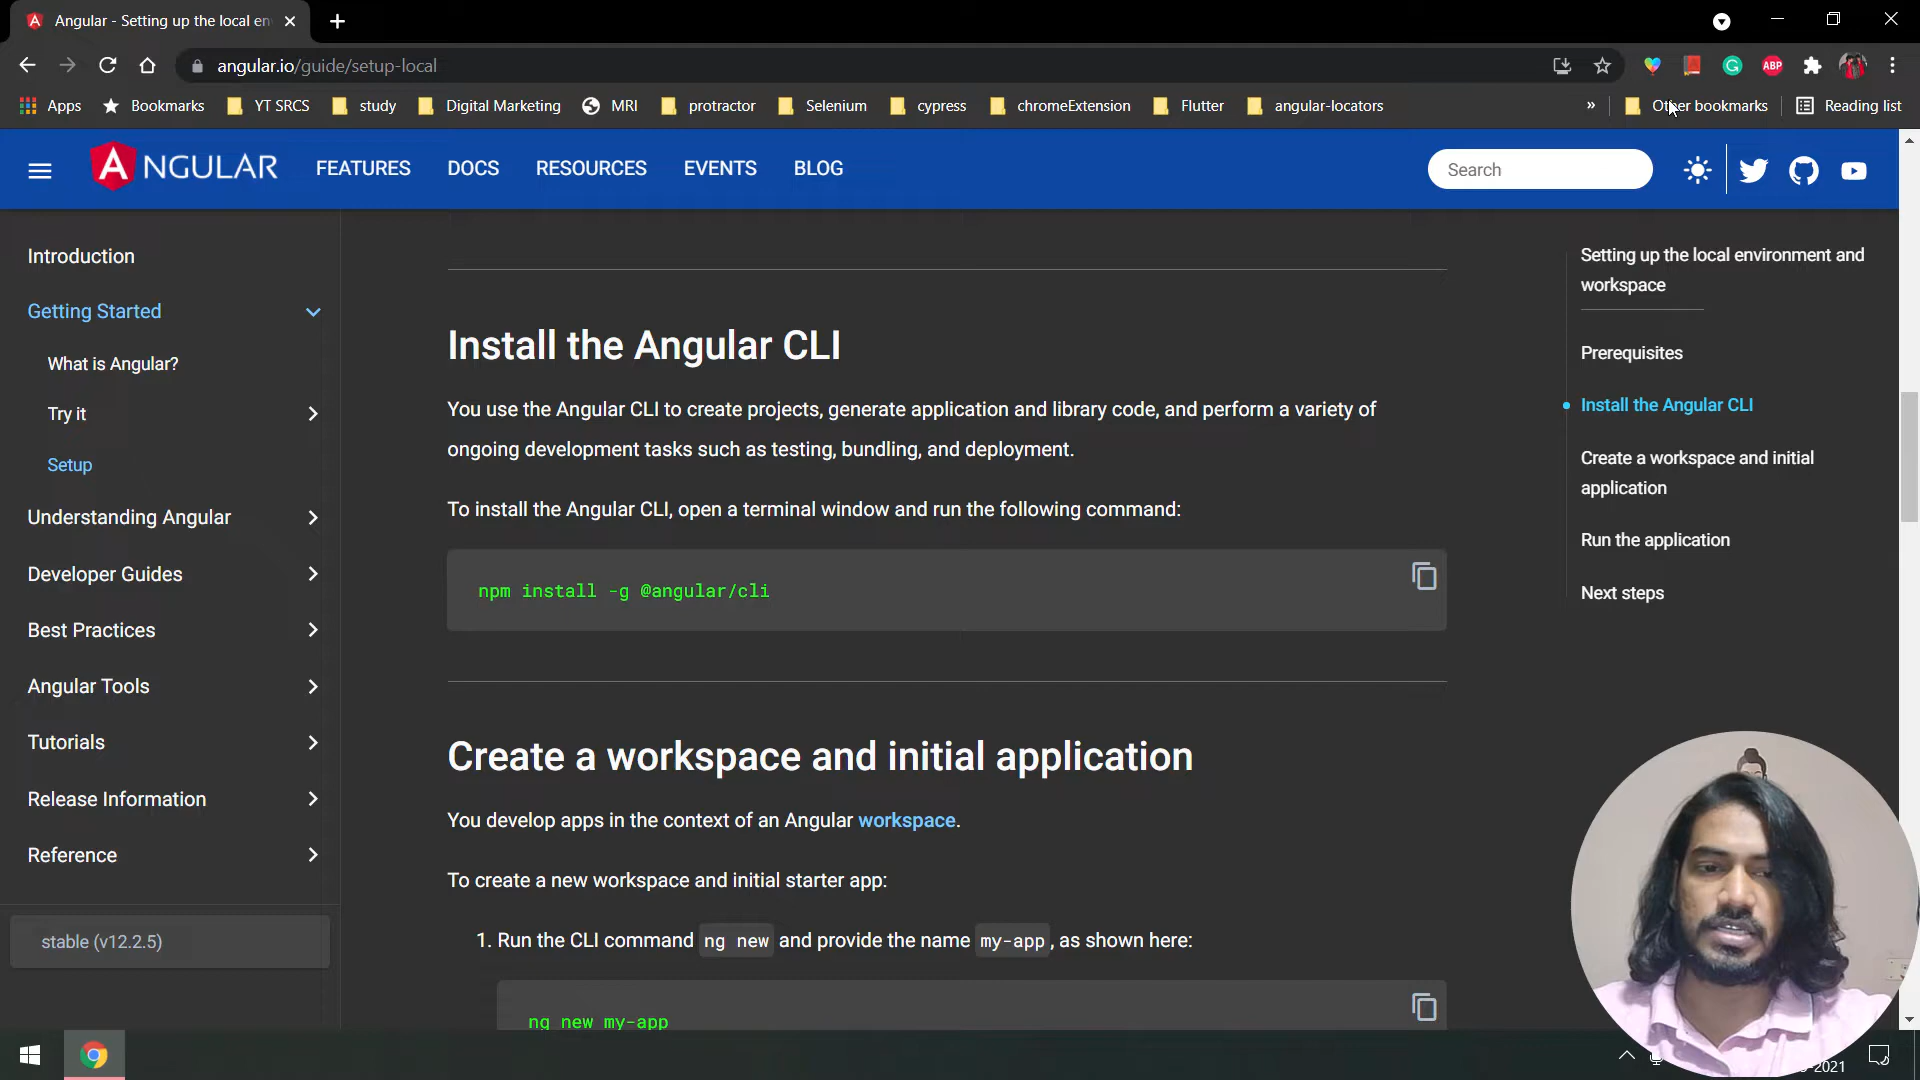 Angular - Setting up the local en
angular.io/guide/setup-local
ABP
Apps
Bookmarks
YT SRCS
study
Digital Marketing
MRI
protractor
Selenium
cypress
chromeExtension
Flutter
angular-locators
»
Other bookmarks
Reading list
ANGULAR
FEATURES
DOCS
RESOURCES
EVENTS
BLOG
Search
Introduction
Getting Started
What is Angular?
Try it
Setup
Understanding Angular
Developer Guides
Best Practices
Angular Tools
Tutorials
Release Information
Reference
stable (v12.2.5)
Install the Angular CLI
You use the Angular CLI to create projects, generate application and library code, and perform a variety of
ongoing development tasks such as testing, bundling, and deployment.
To install the Angular CLI, open a terminal window and run the following command:
npm install -g @angular/cli
Create a workspace and initial application
You develop apps in the context of an Angular workspace.
To create a new workspace and initial starter app:
1. Run the CLI command ng new and provide the name my-app, as shown here:
ng new my-app
Setting up the local environment and
workspace
Prerequisites
Install the Angular CLI
Create a workspace and initial
application
Run the application
Next steps
-2021